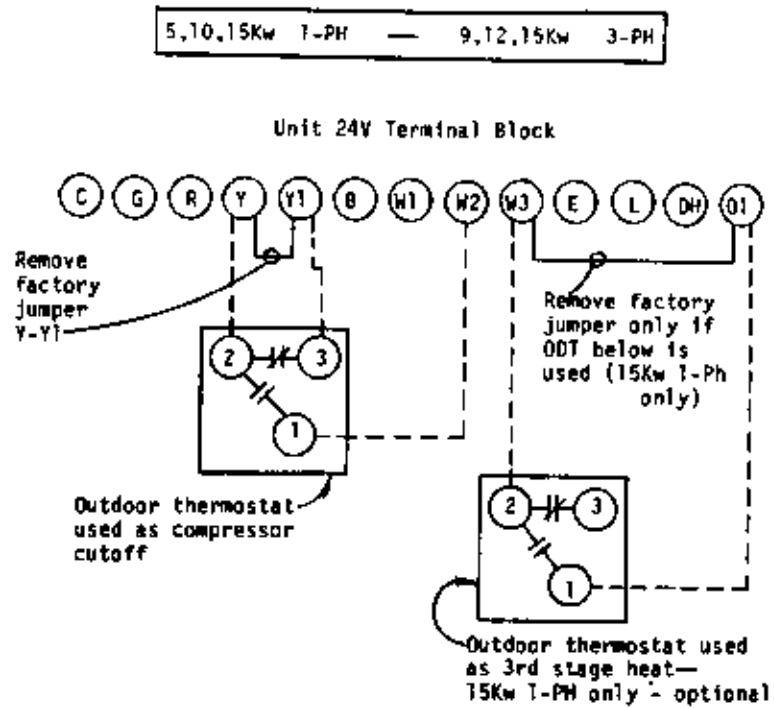 5,10,15Kw 1-PH — 9,12,15Kw 3-PH
Unit 24V Terminal Block
C G R Y Y1 B W1 W2 W3 E L DH O1
Remove
factory
jumper
Y-Y1
Remove factory
jumper only if
ODT below is
used (15Kw 1-Ph
only)
2 3
1
Outdoor thermostat
used as compressor
cutoff
2 3
1
Outdoor thermostat used
as 3rd stage heat—
15Kw 1-PH only - optional